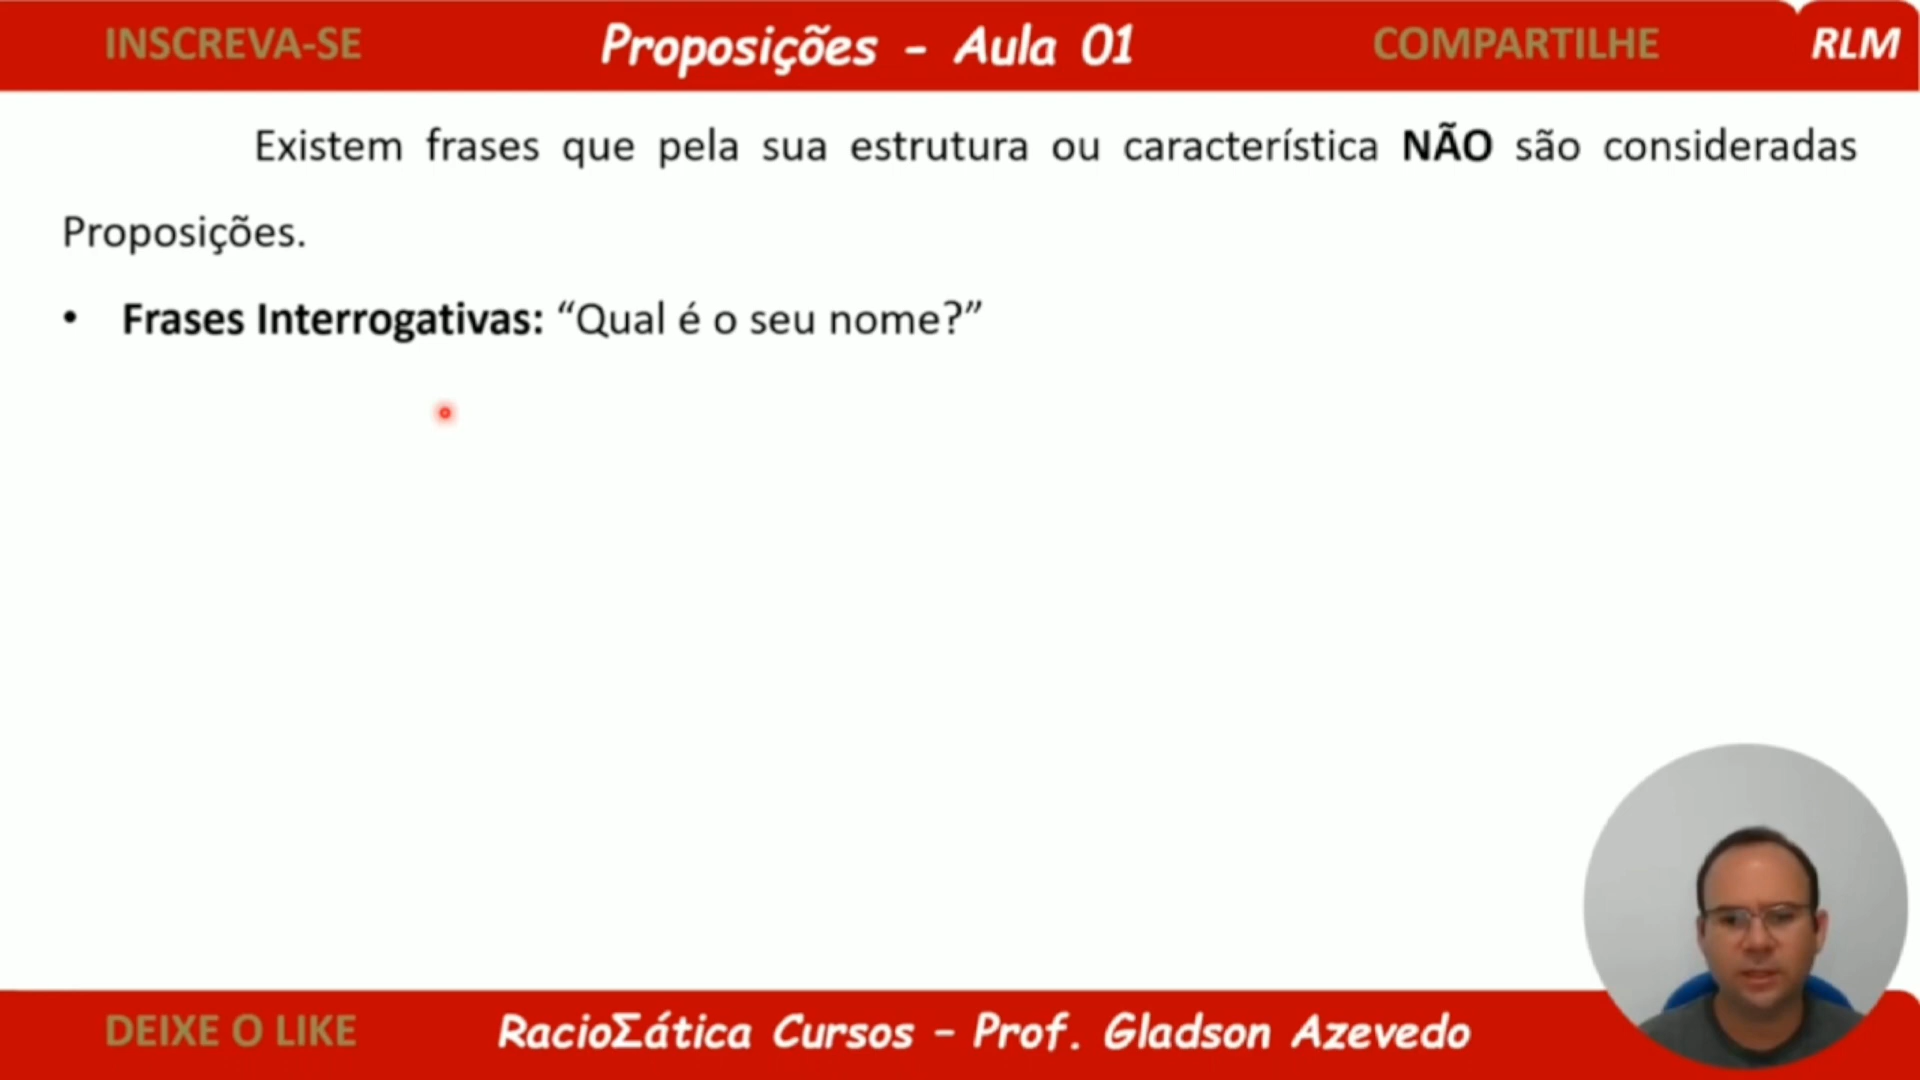 INSCREVA-SE
Proposições - Aula 01
COMPARTILHE
RLM
Existem frases que pela sua estrutura ou característica NÃO são consideradas
Proposições.
• Frases Interrogativas: “Qual é o seu nome?”
DEIXE O LIKE
RacioΣática Cursos – Prof. Gladson Azevedo